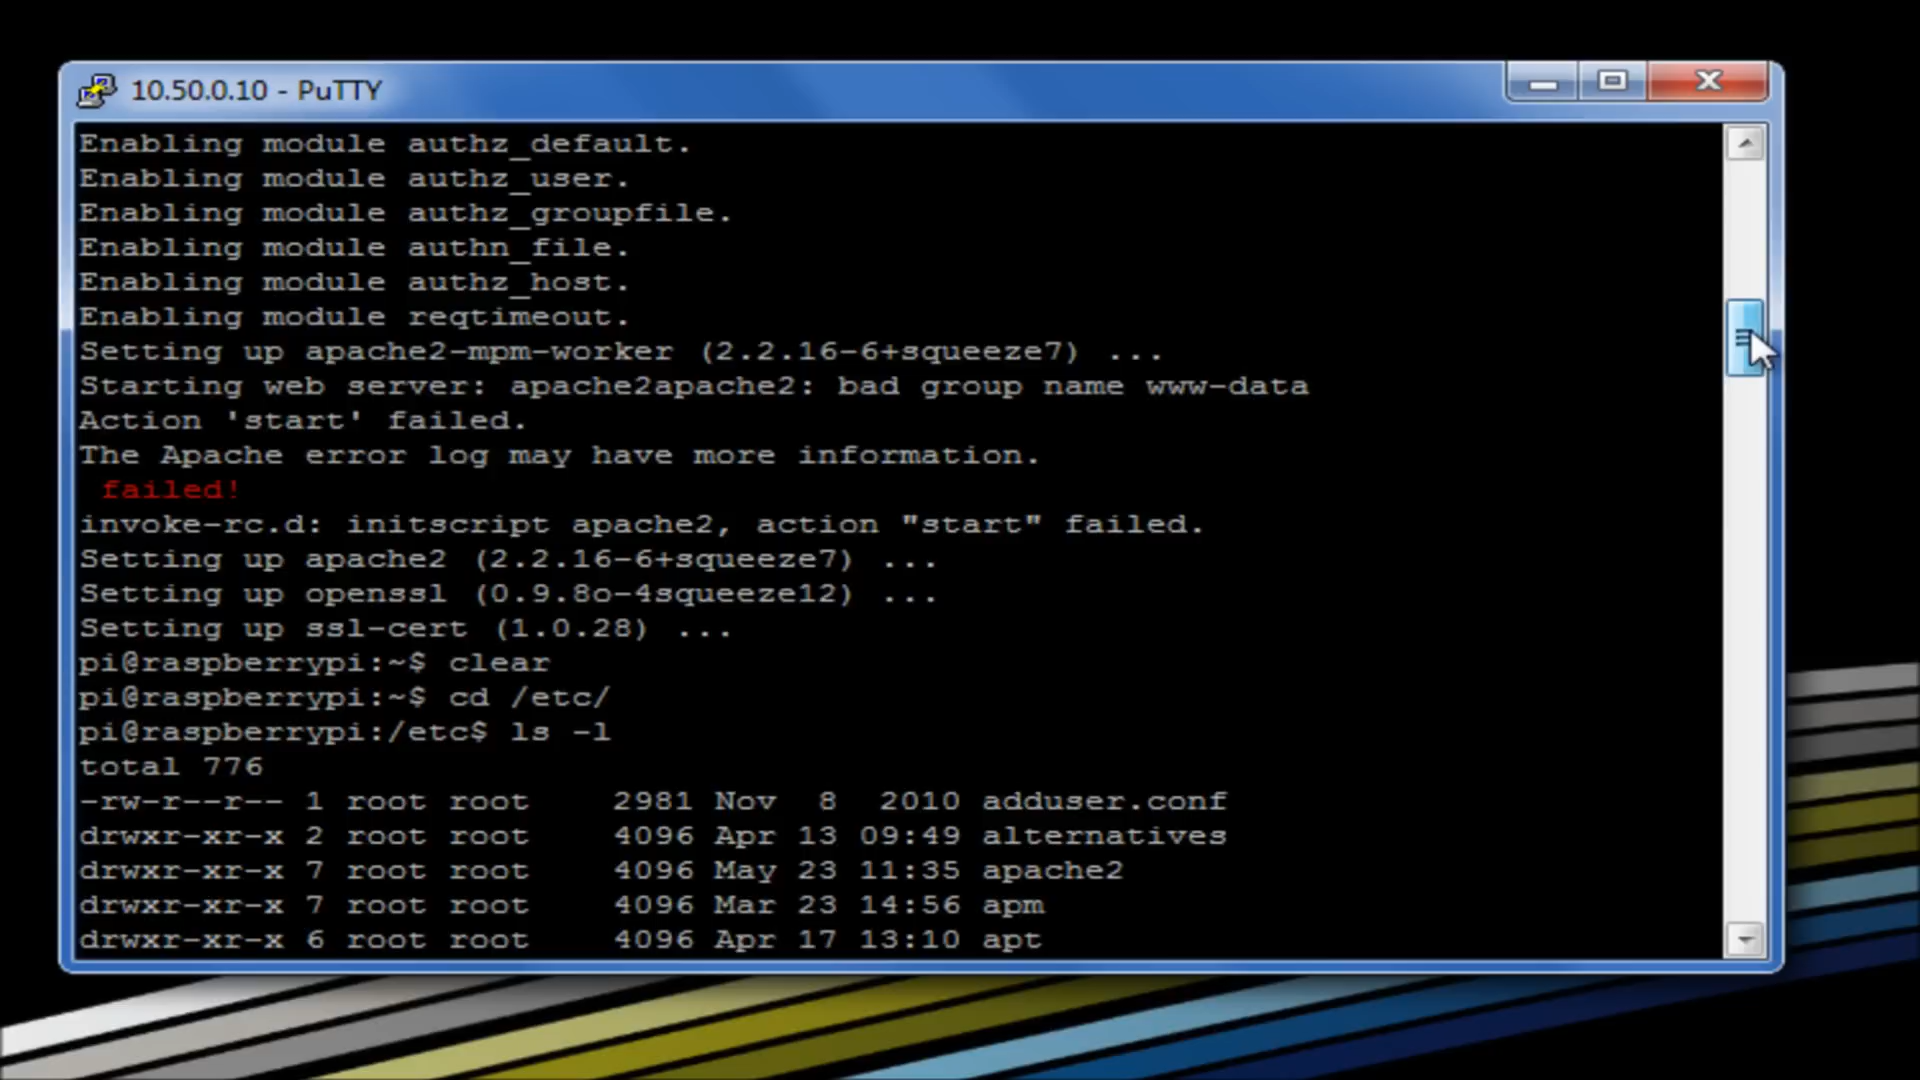 10.50.0.10 - PuTTY
Enabling module authz_default.
Enabling module authz_user.
Enabling module authz_groupfile.
Enabling module authn_file.
Enabling module authz_host.
Enabling module reqtimeout.
Setting up apache2-mpm-worker (2.2.16-6+squeeze7) ...
Starting web server: apache2apache2: bad group name www-data
Action 'start' failed.
The Apache error log may have more information.
failed!
invoke-rc.d: initscript apache2, action "start" failed.
Setting up apache2 (2.2.16-6+squeeze7) ...
Setting up openssl (0.9.8o-4squeeze12) ...
Setting up ssl-cert (1.0.28) ...
pi@raspberrypi:~$ clear
pi@raspberrypi:~$ cd /etc/
pi@raspberrypi:/etc$ ls -l
total 776
-rw-r--r-- 1 root root    2981 Nov  8  2010 adduser.conf
drwxr-xr-x 2 root root    4096 Apr 13 09:49 alternatives
drwxr-xr-x 7 root root    4096 May 23 11:35 apache2
drwxr-xr-x 7 root root    4096 Mar 23 14:56 apm
drwxr-xr-x 6 root root    4096 Apr 17 13:10 apt